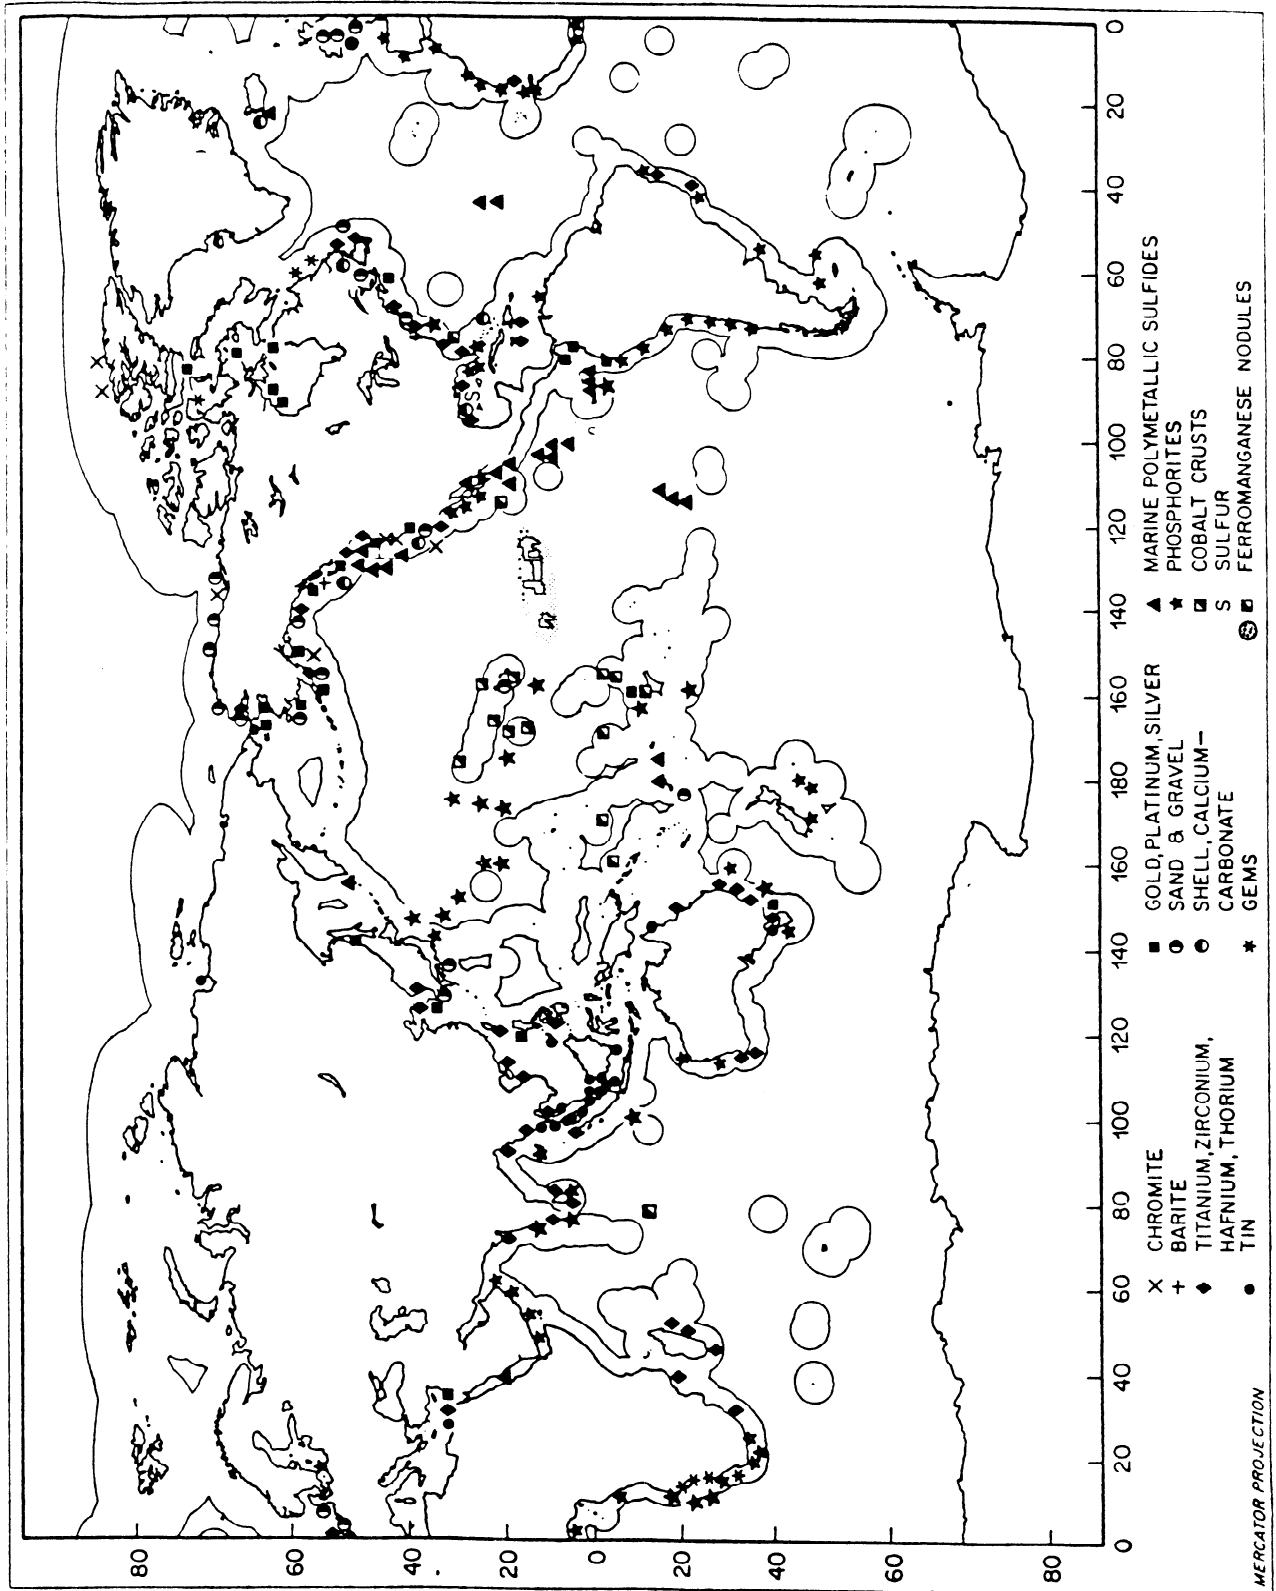 80
60
40
20
0
20
40
60
80
0
20
40
60
80
100
120
140
160
180
160
140
120
100
80
60
40
20
0
S
MERCATOR PROJECTION
X CHROMITE
+ BARITE
TITANIUM, ZIRCONIUM,
HAFNIUM, THORIUM
TIN
GOLD, PLATINUM, SILVER
SAND & GRAVEL
SHELL, CALCIUM-
CARBONATE
GEMS
MARINE POLYMETALLIC SULFIDES
PHOSPHORITES
COBALT CRUSTS
S SULFUR
FERROMANGANESE NODULES